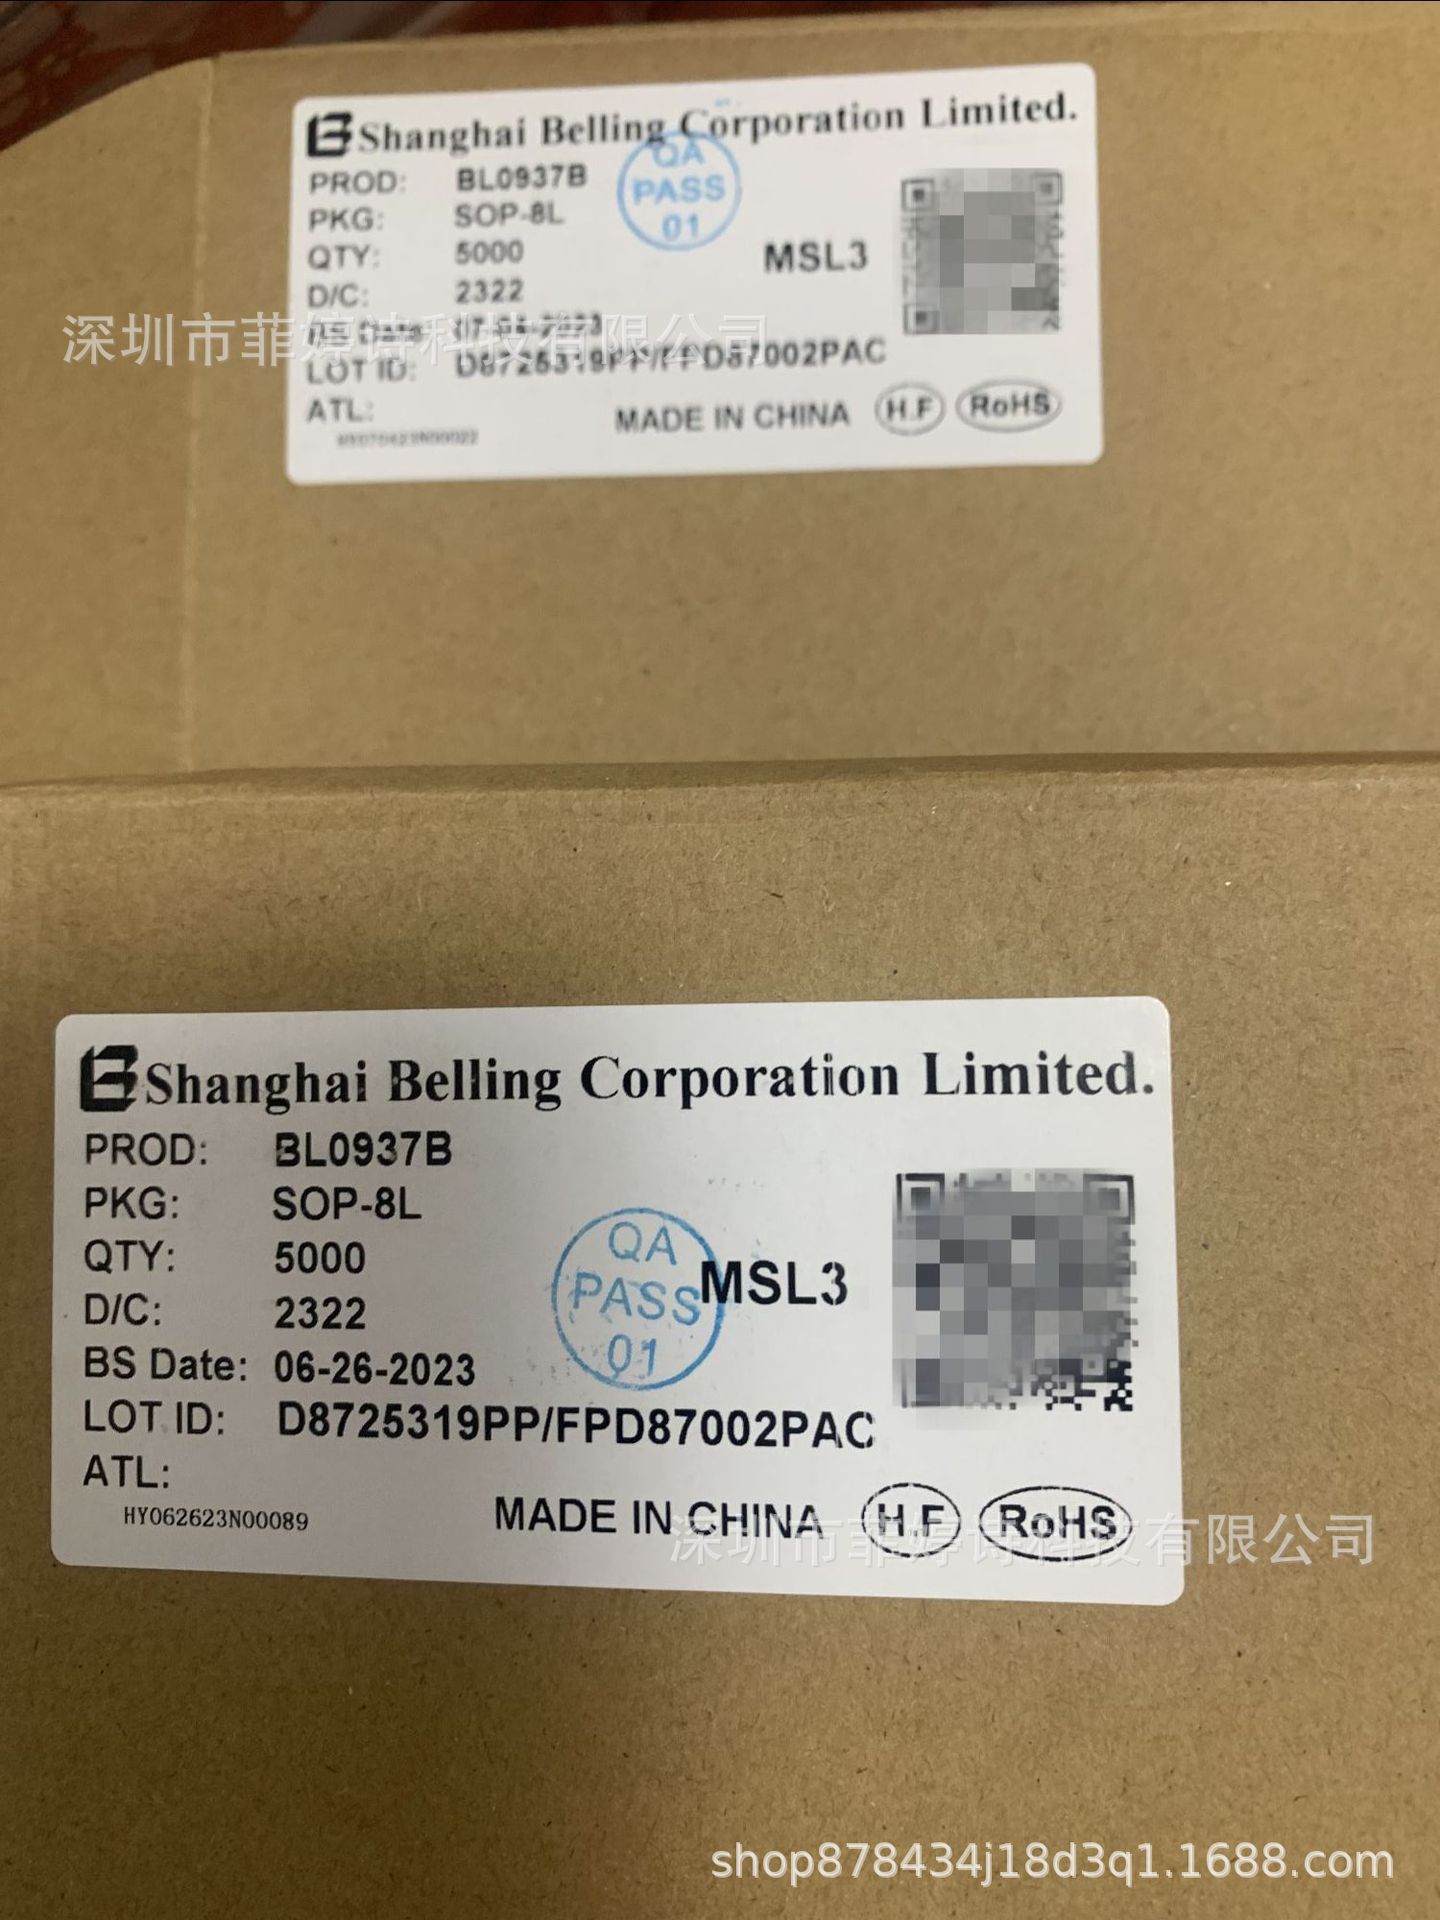 Shanghai Belling Corporation Limited.
PROD: BL0937B
PKG: SOP-8L
QTY: 5000
D/C: 2322
QA
PASS
01
MSL3
BS Date:
深圳市菲婷诗科技有限公司
LOT ID: D8725319PP/FPD87002PAC
ATL:
MADE IN CHINA H.F RoHS
HY070423N00022
Shanghai Belling Corporation Limited.
PROD: BL0937B
PKG: SOP-8L
QTY: 5000
D/C: 2322
QA
PASS
01
MSL3
BS Date: 06-26-2023
LOT ID: D8725319PP/FPD87002PAC
ATL:
HY062623N00089
MADE IN CHINA H.F RoHS
深圳市菲婷诗科技有限公司
shop878434j18d3q1.1688.com